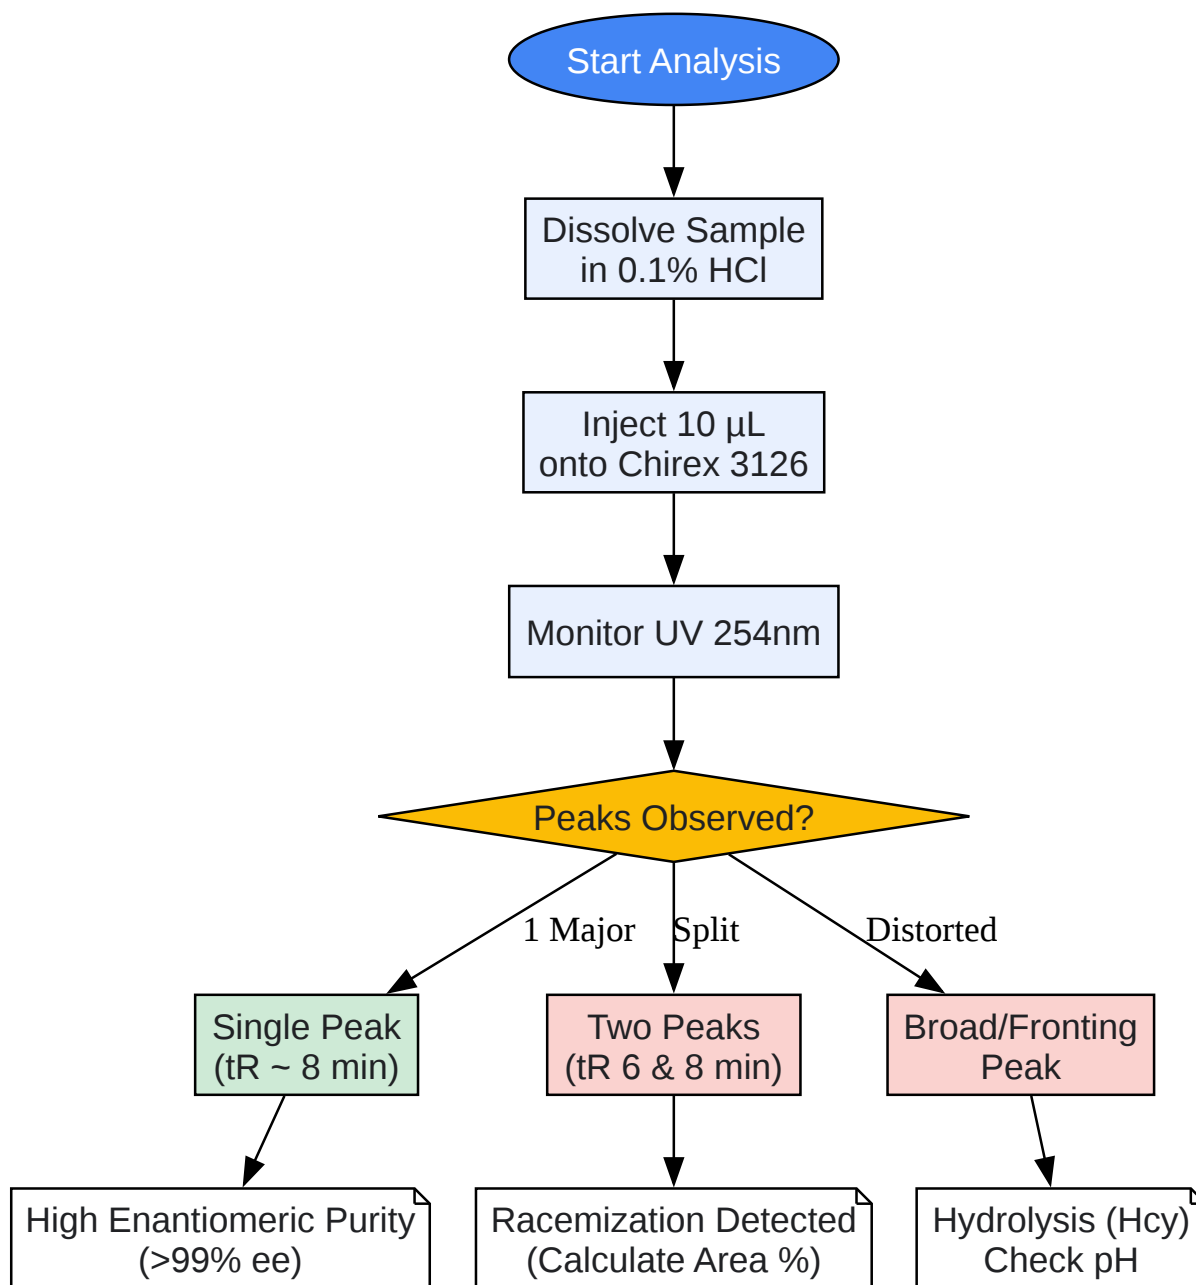 Start Analysis
Dissolve Sample
in 0.1% HCl
Inject 10 µL
onto Chirex 3126
Monitor UV 254nm
Peaks Observed?
1 Major
Split
Distorted
Single Peak
(tR ~ 8 min)
Two Peaks
(tR 6 & 8 min)
Broad/Fronting
Peak
High Enantiomeric Purity
(>99% ee)
Racemization Detected
(Calculate Area %)
Hydrolysis (Hcy)
Check pH